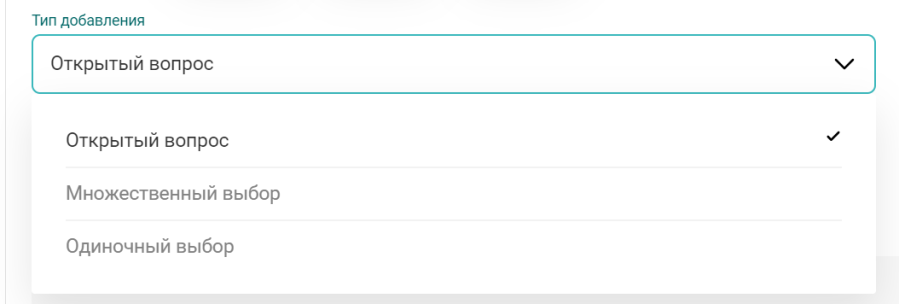 Тип добавления
Открытый вопрос
Открытый вопрос
Множественный выбор
Одиночный выбор